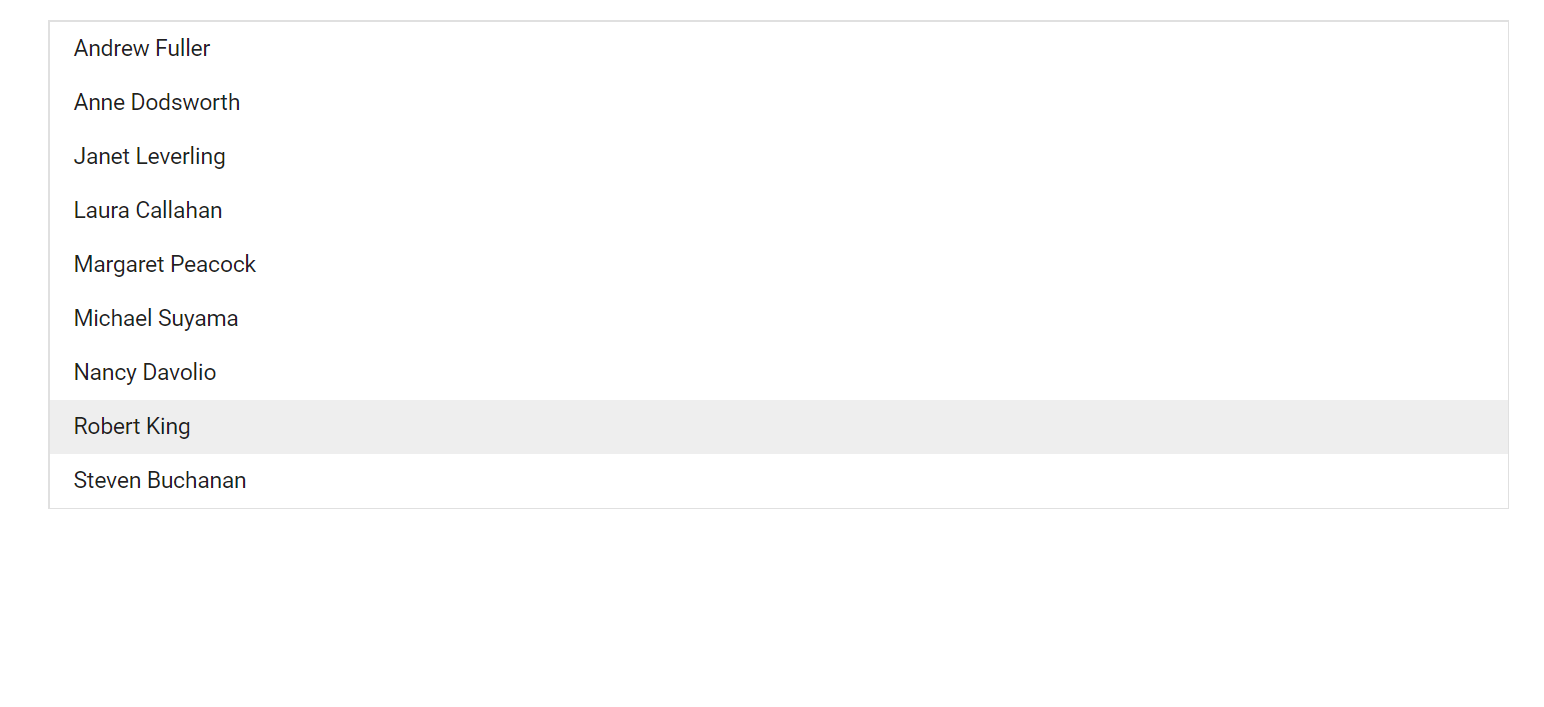 Andrew Fuller
Anne Dodsworth
Janet Leverling
Laura Callahan
Margaret Peacock
Michael Suyama
Nancy Davolio
Robert King
Steven Buchanan